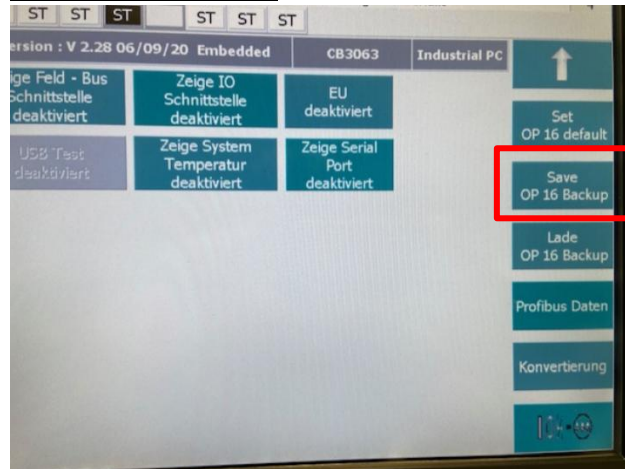 ST ST ST ST ST ST
ersion : V 2.28 06/09/20 Embedded CB3063 Industrial PC
ige Feld - Bus
Schnittstelle
deaktiviert
Zeige IO
Schnittstelle
deaktiviert
EU
deaktiviert
USB Test
deaktiviert
Zeige System
Temperatur
deaktiviert
Zeige Serial
Port
deaktiviert
Set
OP 16 default
Save
OP 16 Backup
Lade
OP 16 Backup
Profibus Daten
Konvertierung